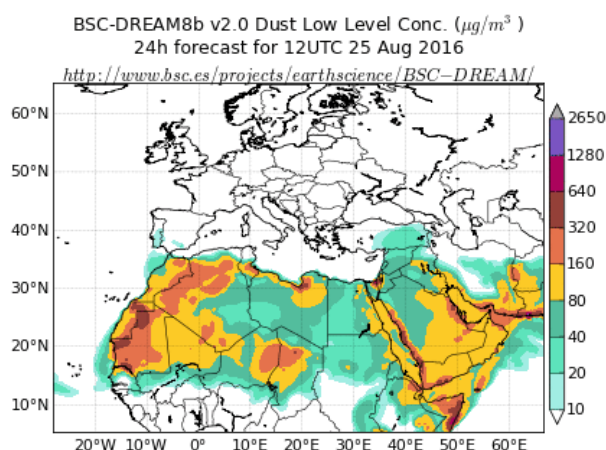 BSC-DREAM8b v2.0 Dust Low Level Conc. (μg/m³ )
24h forecast for 12UTC 25 Aug 2016
http://www.bsc.es/projects/earthscience/BSC−DREAM/
60°N
50°N
40°N
30°N
20°N
10°N
20°W
10°W
0°
10°E
20°E
30°E
40°E
50°E
60°E
2650
1280
640
320
160
80
40
20
10